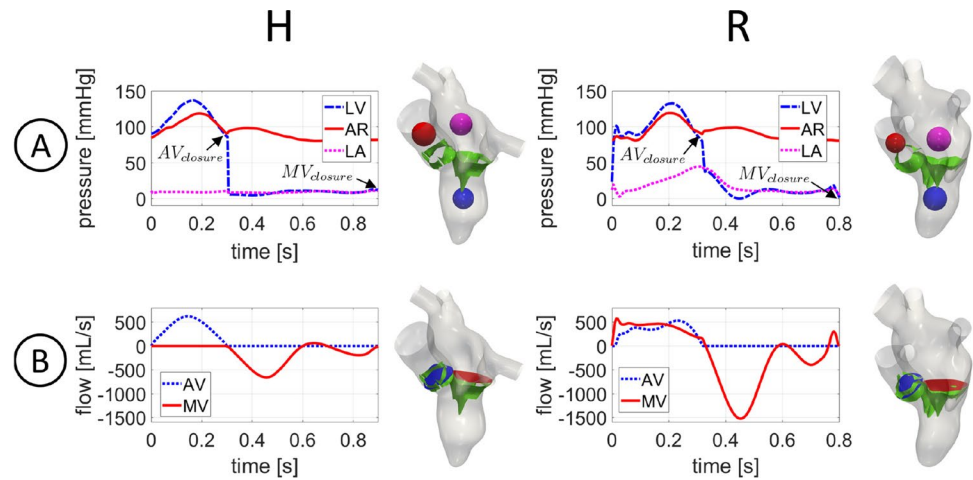 H
R
A
pressure [mmHg]
150
100
50
0
LV
AR
LA
AV_closure
MV_closure
0 0.2 0.4 0.6 0.8
time [s]
pressure [mmHg]
150
100
50
0
LV
AR
LA
AV_closure
MV_closure
0 0.2 0.4 0.6 0.8
time [s]
B
flow [mL/s]
500
0
-500
-1000
-1500
AV
MV
0 0.2 0.4 0.6 0.8
time [s]
flow [mL/s]
500
0
-500
-1000
-1500
AV
MV
0 0.2 0.4 0.6 0.8
time [s]